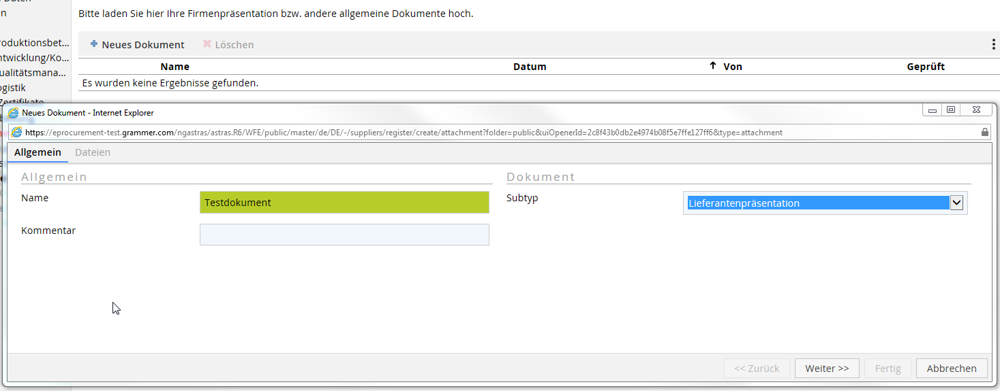 Daten
en
Bitte laden Sie hier Ihre Firmenpräsentation bzw. andere allgemeine Dokumente hoch.
roduktionsbet...
ntwicklung/Ko...
ualitätsmana...
ogistik
Zertifikate
Neues Dokument Löschen
Name Datum Von Geprüft
Es wurden keine Ergebnisse gefunden.
Neues Dokument - Internet Explorer
https://eprocurement-test.grammer.com/ngastras/astras.R6/WFE/public/master/de/DE/-/suppliers/register/create/attachment?folder=public&uiOpenerId=2c8f43b0db2e4974b08f5e7ffe127ff6&type=attachment
Allgemein Dateien
Allgemein
Name Testdokument
Kommentar
Dokument
Subtyp Lieferantenpräsentation
<< Zurück Weiter >> Fertig Abbrechen